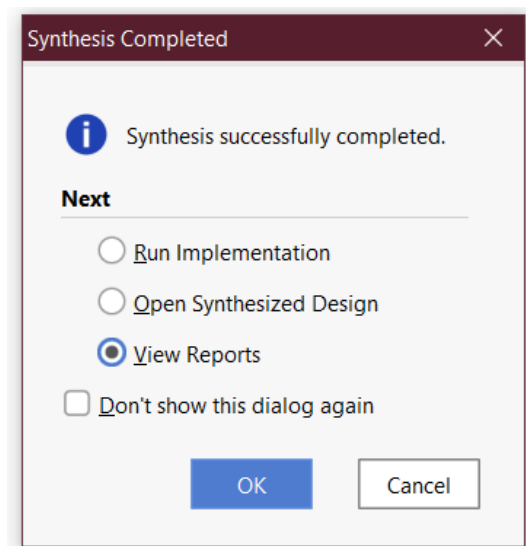 Synthesis Completed
Synthesis successfully completed.
Next
Run Implementation
Open Synthesized Design
View Reports
Don't show this dialog again
OK
Cancel